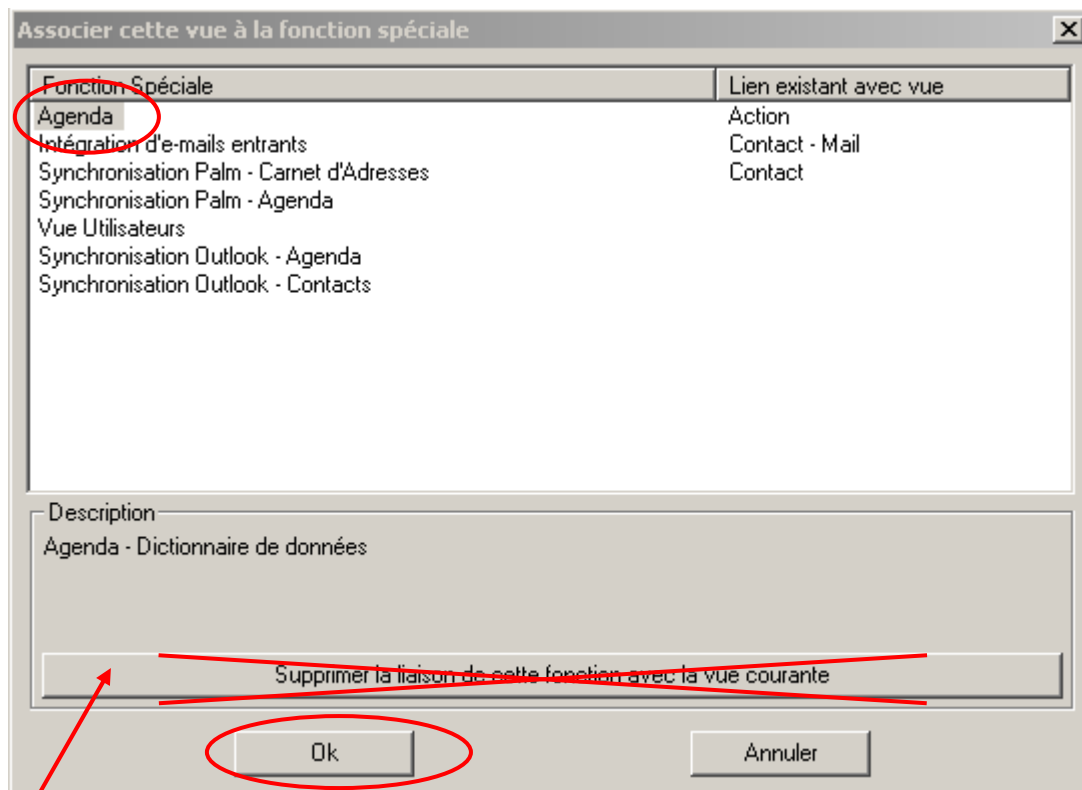 Associer cette vue à la fonction spéciale
Fonction Spéciale Lien existant avec vue
Agenda Action
Intégration d'e-mails entrants Contact - Mail
Synchronisation Palm - Carnet d'Adresses Contact
Synchronisation Palm - Agenda
Vue Utilisateurs
Synchronisation Outlook - Agenda
Synchronisation Outlook - Contacts
Description
Agenda - Dictionnaire de données
Supprimer la liaison de cette fonction avec la vue courante
Ok Annuler